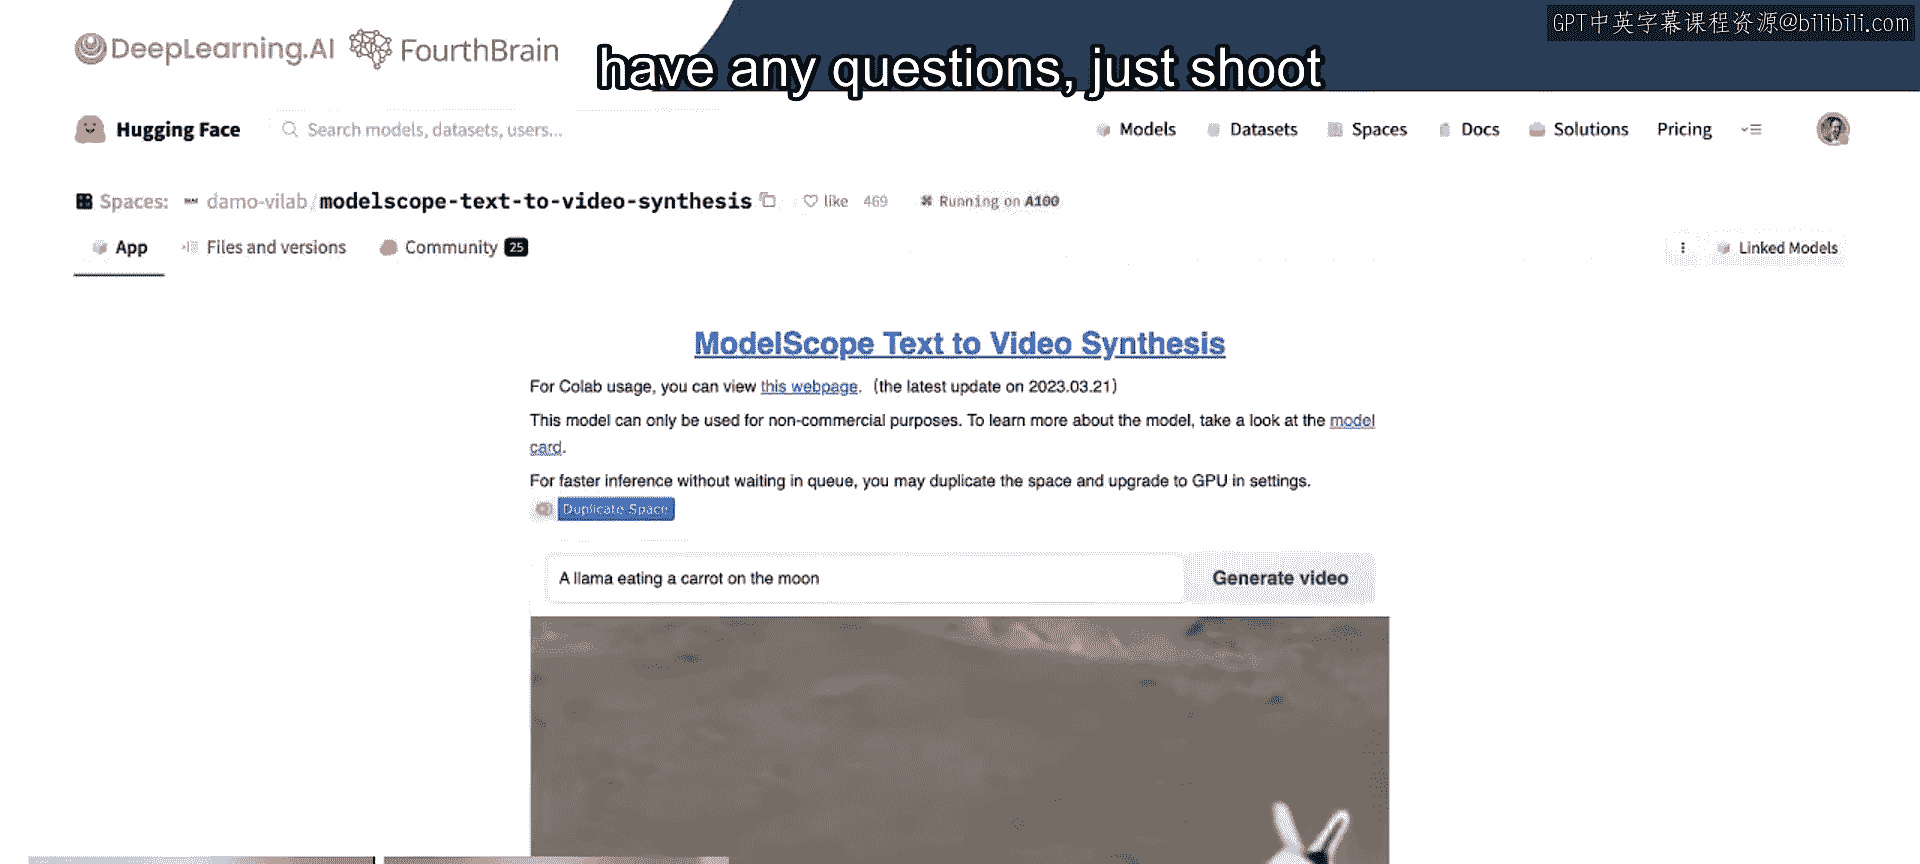 GPT中英字幕课程资源@bilibili.com
DeepLearning.AI FourthBrain
have any questions, just shoot
Hugging Face Search models, datasets, users... Models Datasets Spaces Docs Solutions Pricing
Spaces: damo-vilab/modelscope-text-to-video-synthesis like 469 Running on A100
App Files and versions Community 25 Linked Models
ModelScope Text to Video Synthesis
For Colab usage, you can view this webpage. (the latest update on 2023.03.21)
This model can only be used for non-commercial purposes. To learn more about the model, take a look at the model
card.
For faster inference without waiting in queue, you may duplicate the space and upgrade to GPU in settings.
Duplicate Space
A llama eating a carrot on the moon Generate video